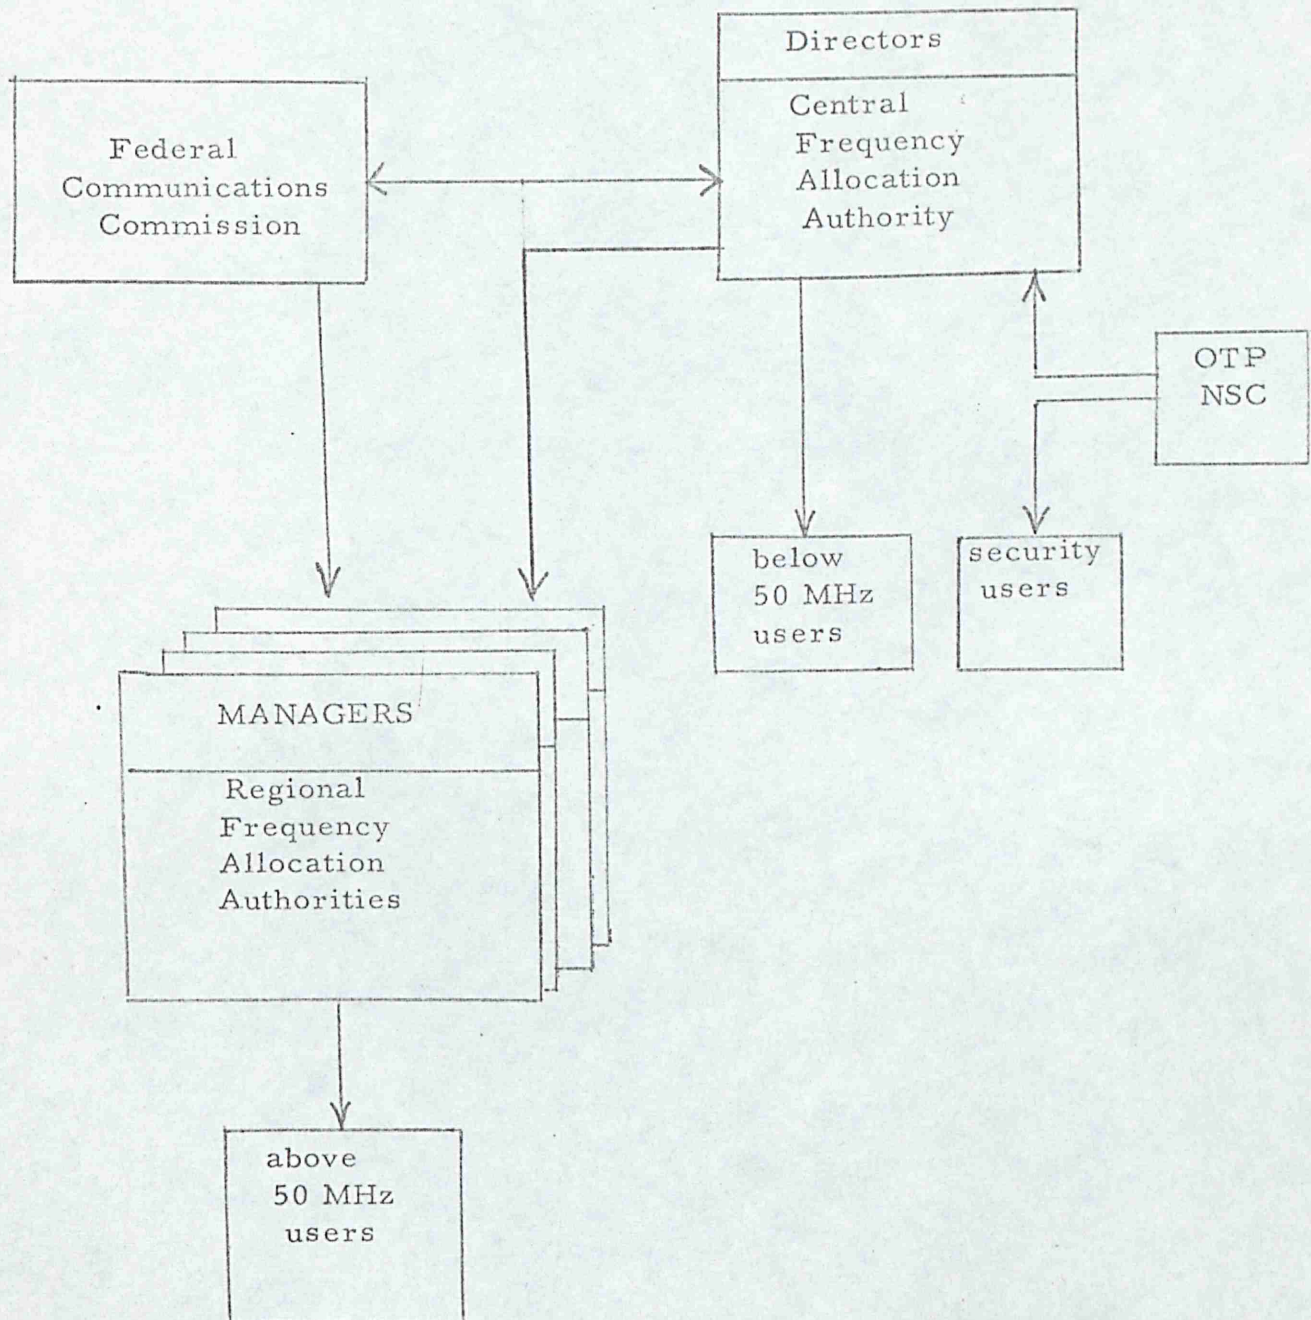 Directors
Central
Frequency
Allocation
Authority
Federal
Communications
Commission
OTP
NSC
below
50 MHz
users
security
users
MANAGERS
Regional
Frequency
Allocation
Authorities
above
50 MHz
users